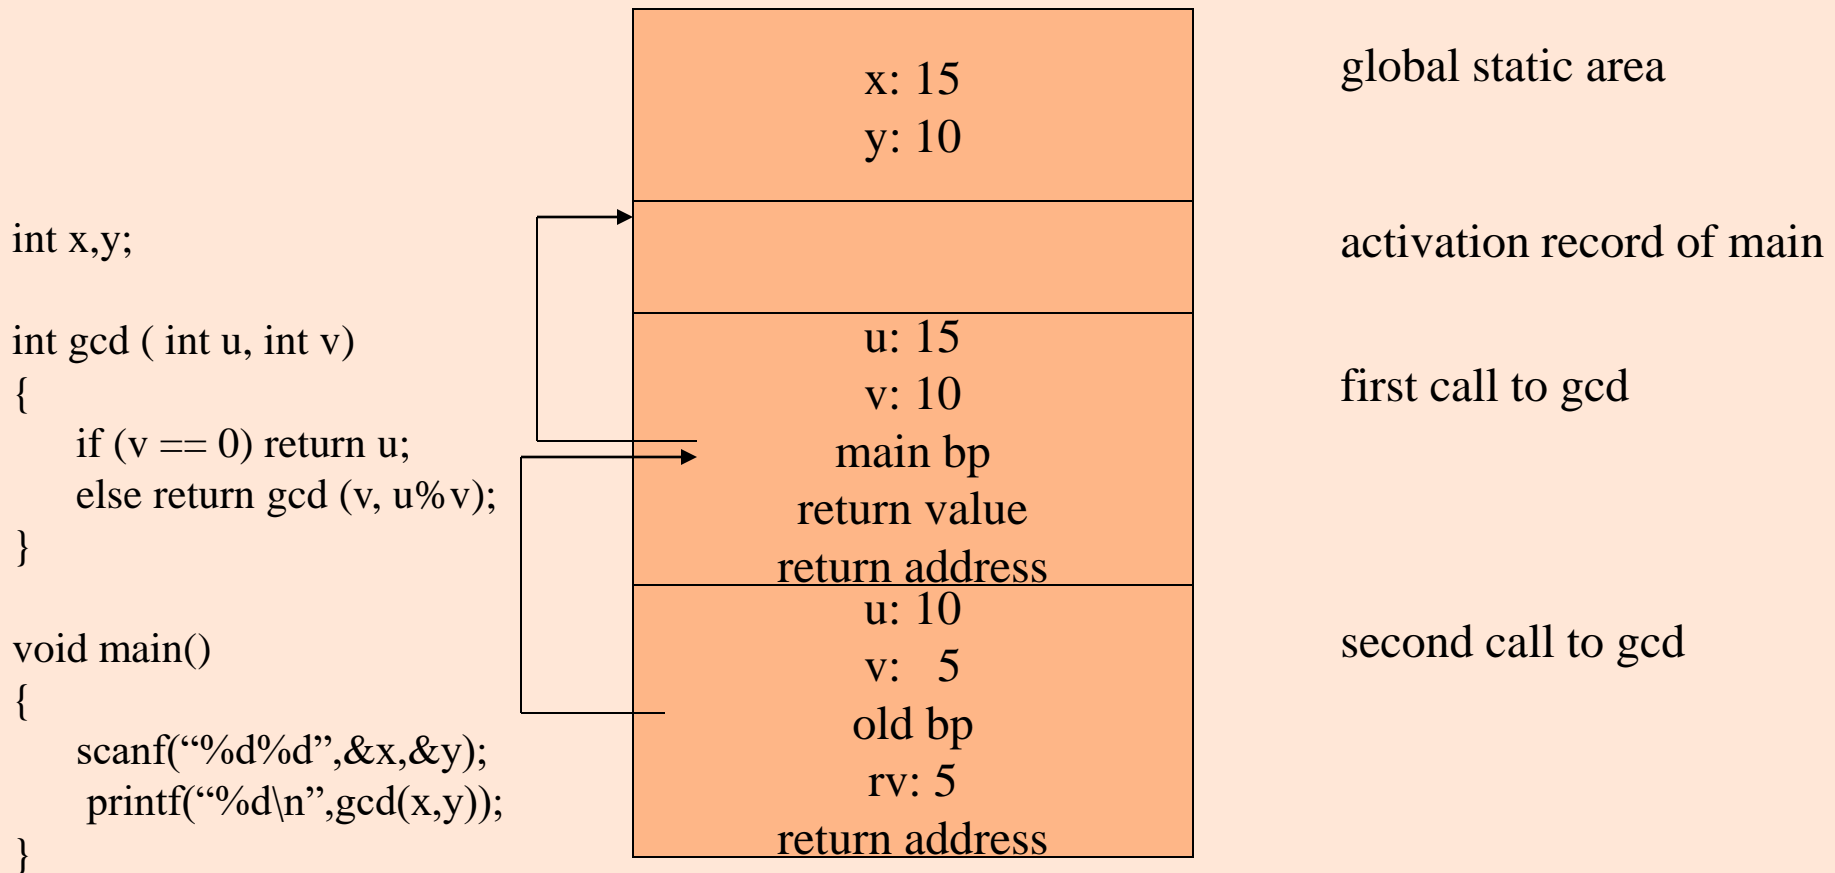 int x,y;
int gcd ( int u, int v)
{
if (v == 0) return u;
else return gcd (v, u%v);
}
void main()
{
scanf(“%d%d”,&x,&y);
printf(“%d\n”,gcd(x,y));
}
x: 15
y: 10
u: 15
v: 10
main bp
return value
return address
u: 10
v: 5
old bp
rv: 5
return address
global static area
activation record of main
first call to gcd
second call to gcd